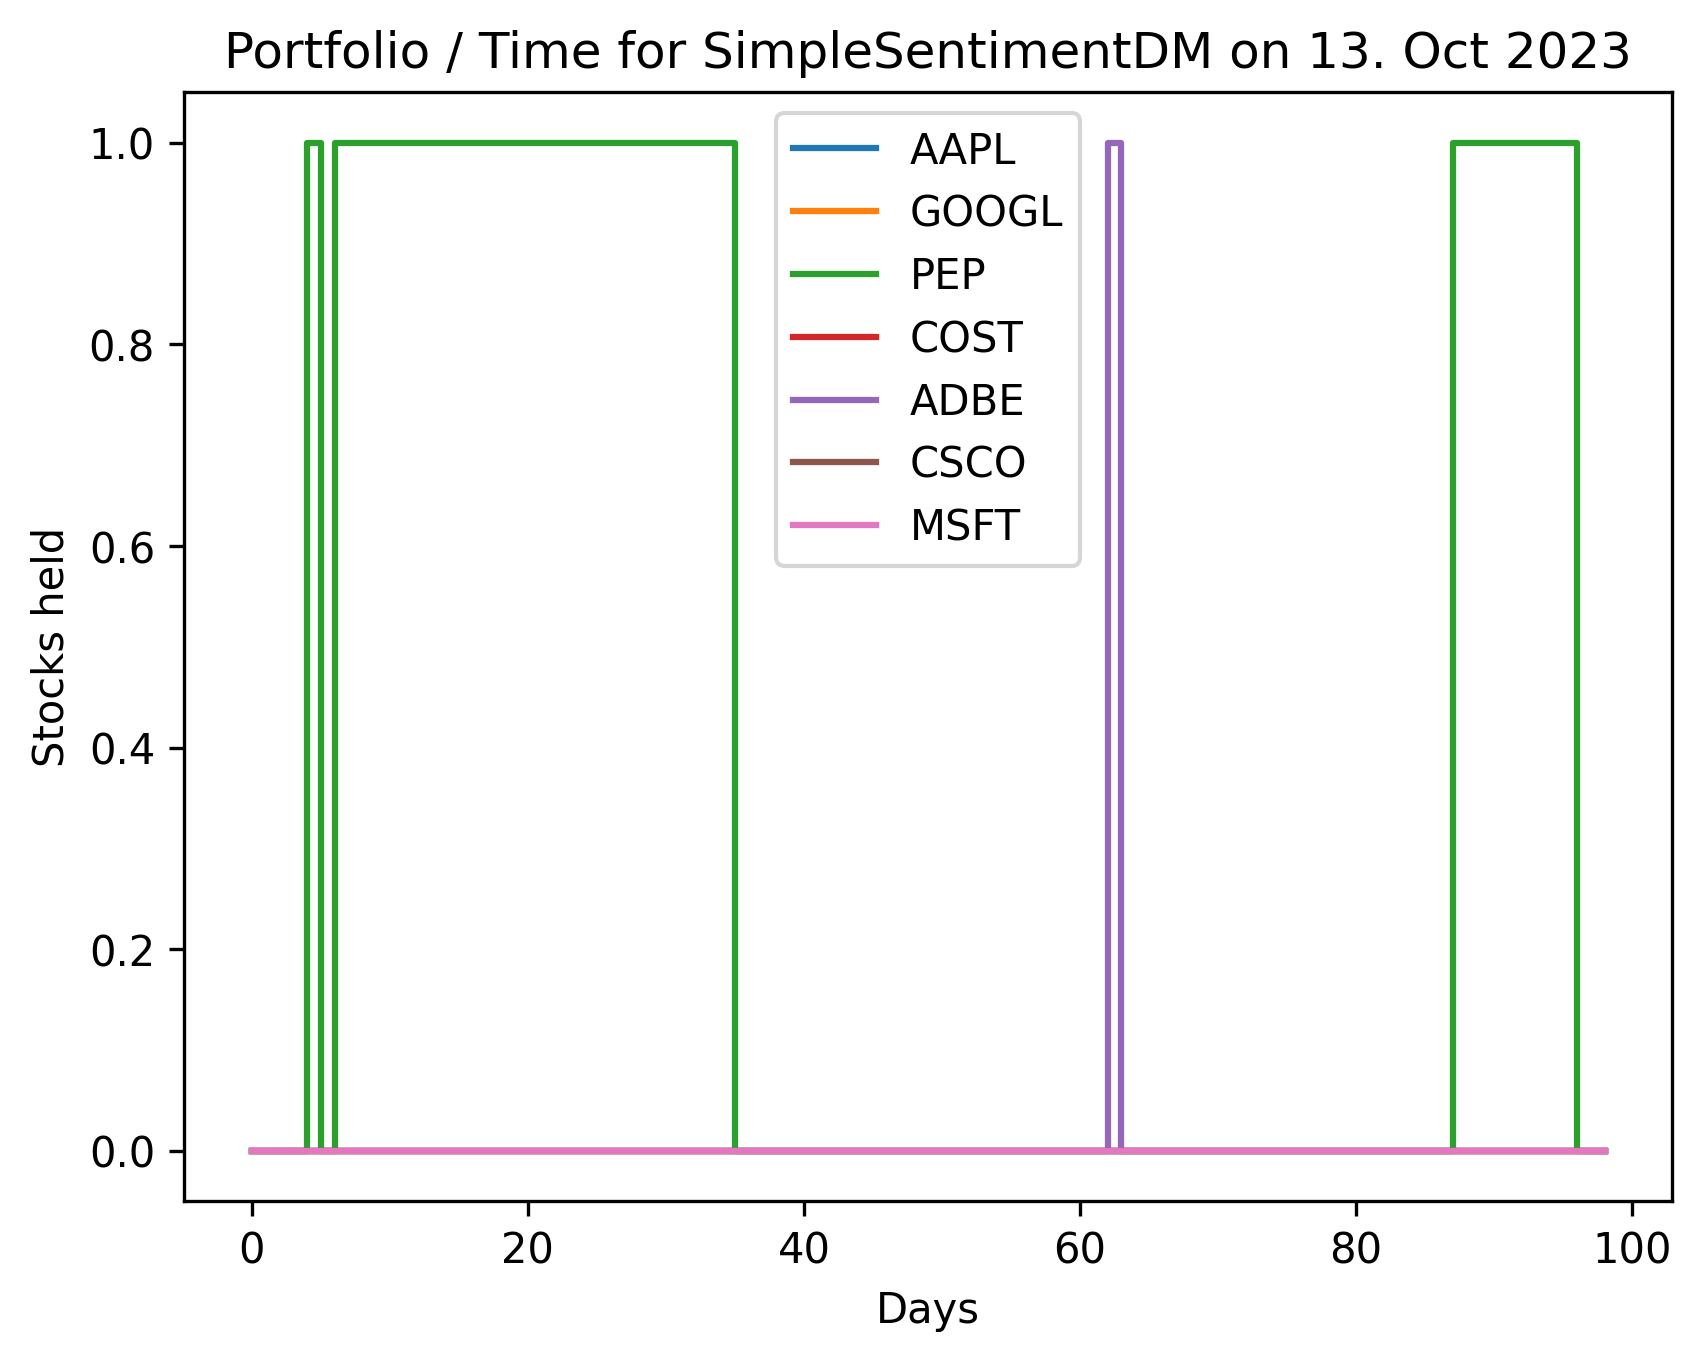 Portfolio / Time for SimpleSentimentDM on 13. Oct 2023
1.0
0.8
0.6
0.4
0.2
0.0
Stocks held
AAPL
GOOGL
PEP
COST
ADBE
CSCO
MSFT
0 20 40 60 80 100
Days